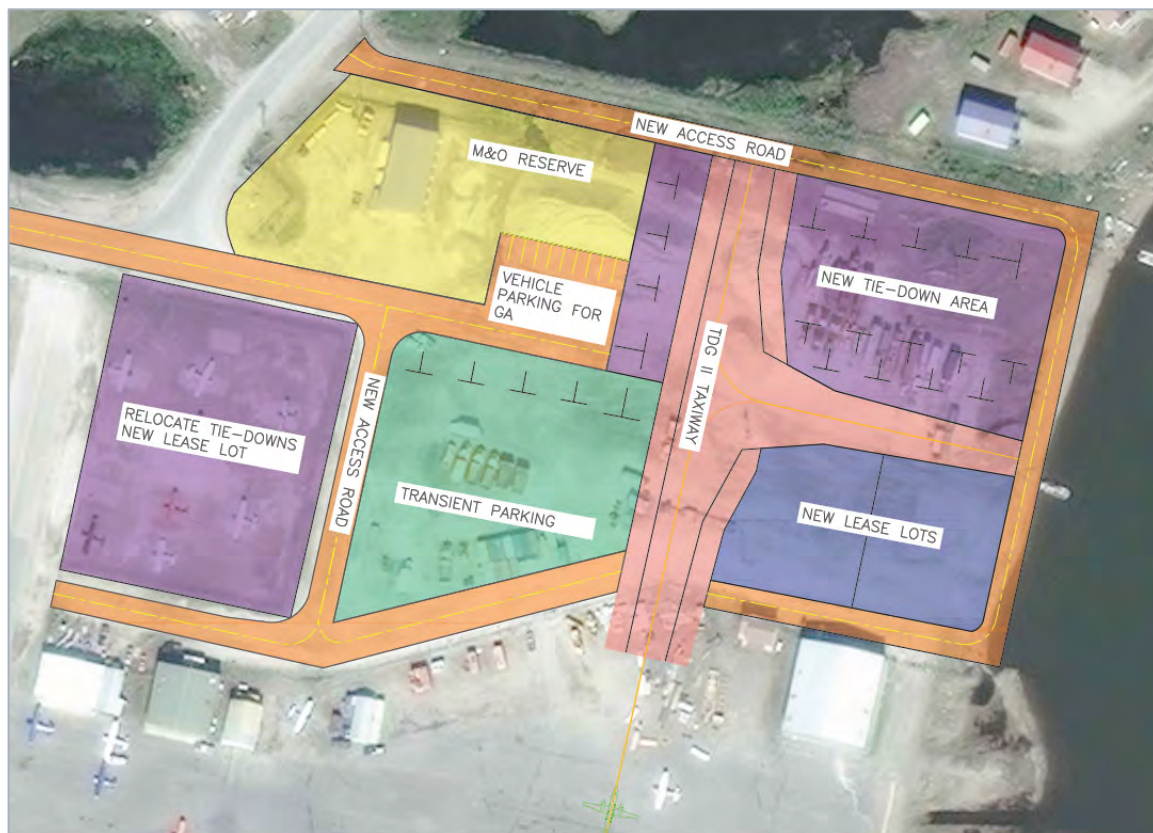 NEW ACCESS ROAD
M&O RESERVE
VEHICLE
PARKING FOR
GA
NEW TIE-DOWN AREA
TDG II TAXIWAY
RELOCATE TIE-DOWNS
NEW LEASE LOT
NEW ACCESS ROAD
TRANSIENT PARKING
NEW LEASE LOTS